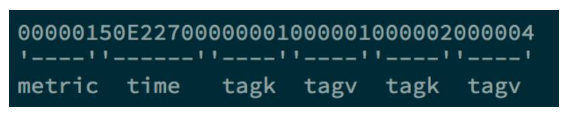 00000150E22700000001000001000002000004
'----''------''----''----''----''----'
metric  time   tagk  tagv  tagk  tagv